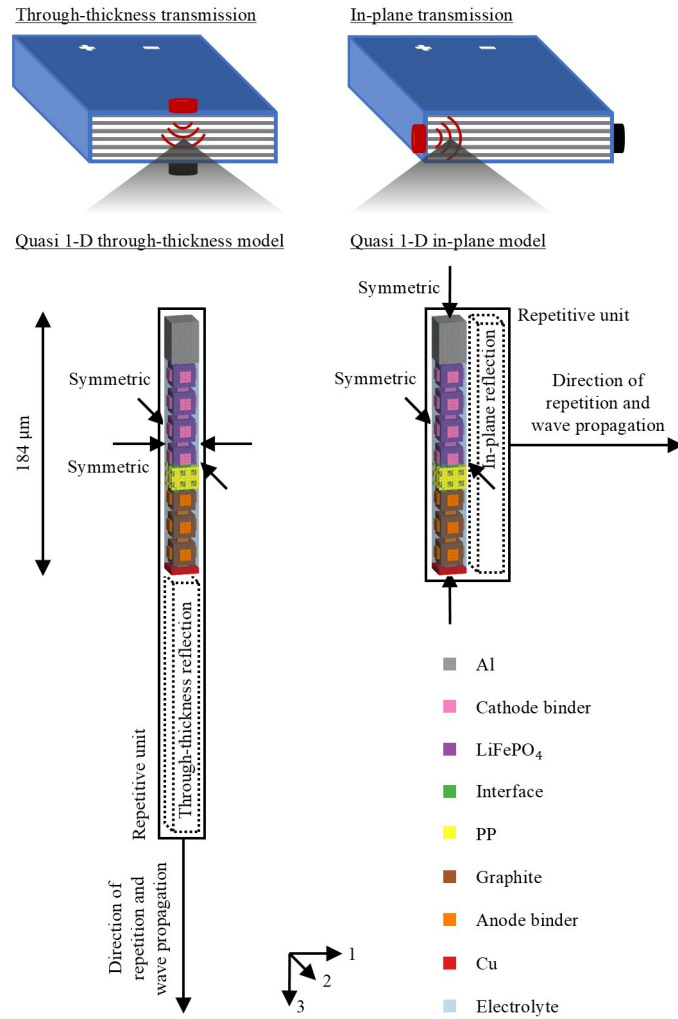 Through-thickness transmission
In-plane transmission
+
−
+
−
Quasi 1-D through-thickness model
Quasi 1-D in-plane model
184 μm
Symmetric
Symmetric
Repetitive unit
Through-thickness reflection
Direction of
repetition and
wave propagation
Symmetric
Symmetric
In-plane reflection
Repetitive unit
Direction of
repetition and
wave propagation
Al
Cathode binder
LiFePO₄
Interface
PP
Graphite
Anode binder
Cu
Electrolyte
1
2
3